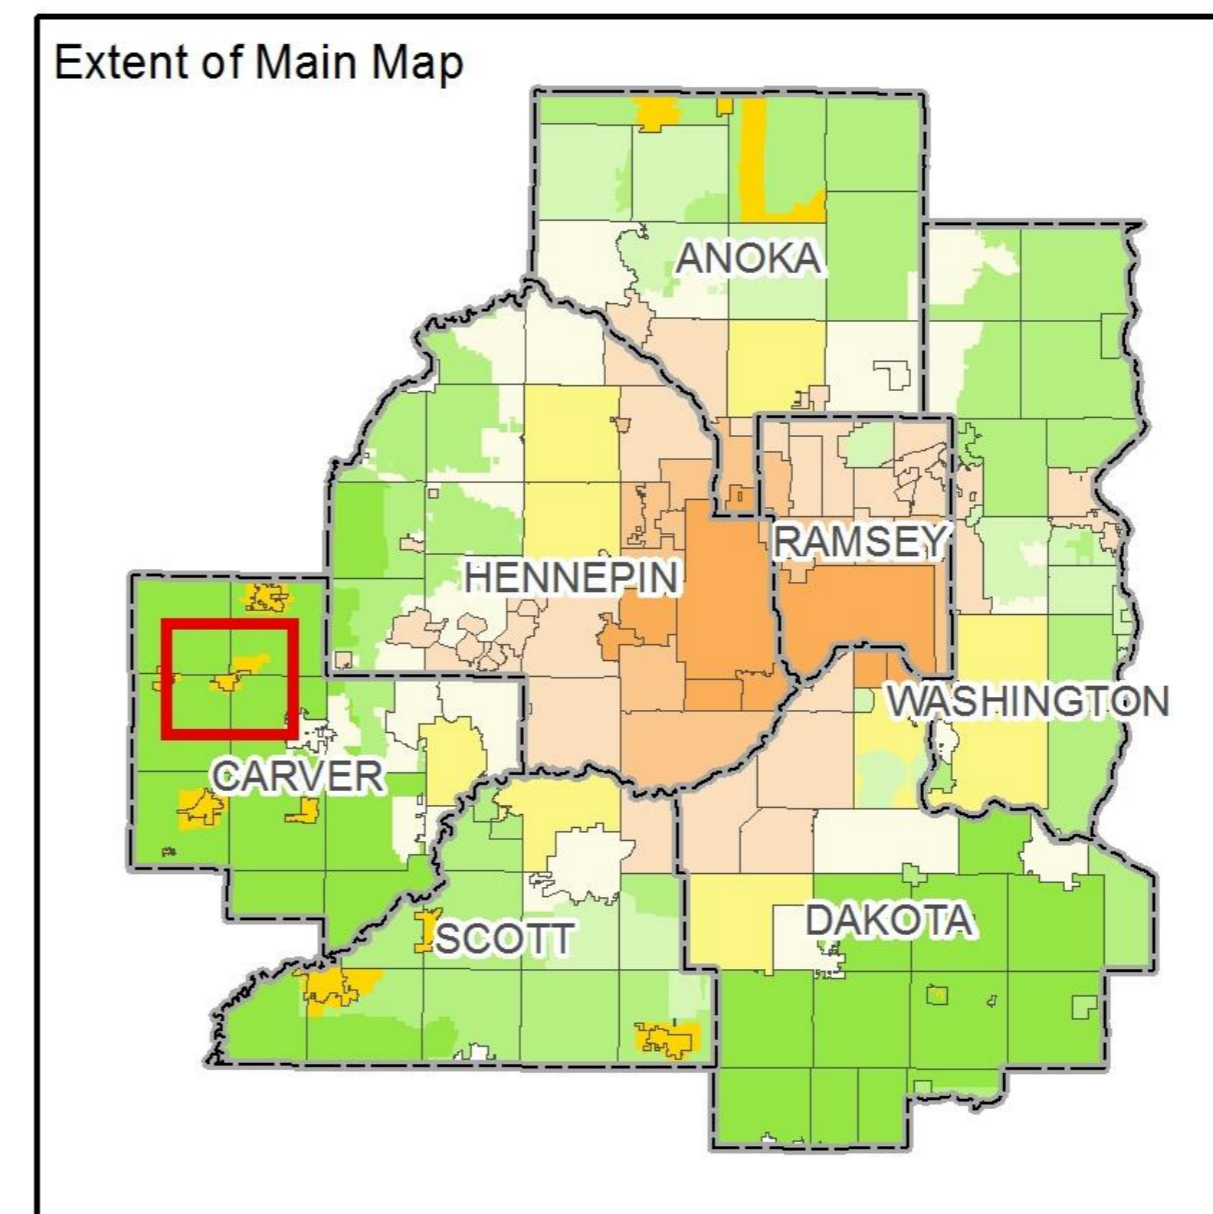 Extent of Main Map
ANOKA
RAMSEY
HENNEPIN
WASHINGTON
CARVER
DAKOTA
SCOTT